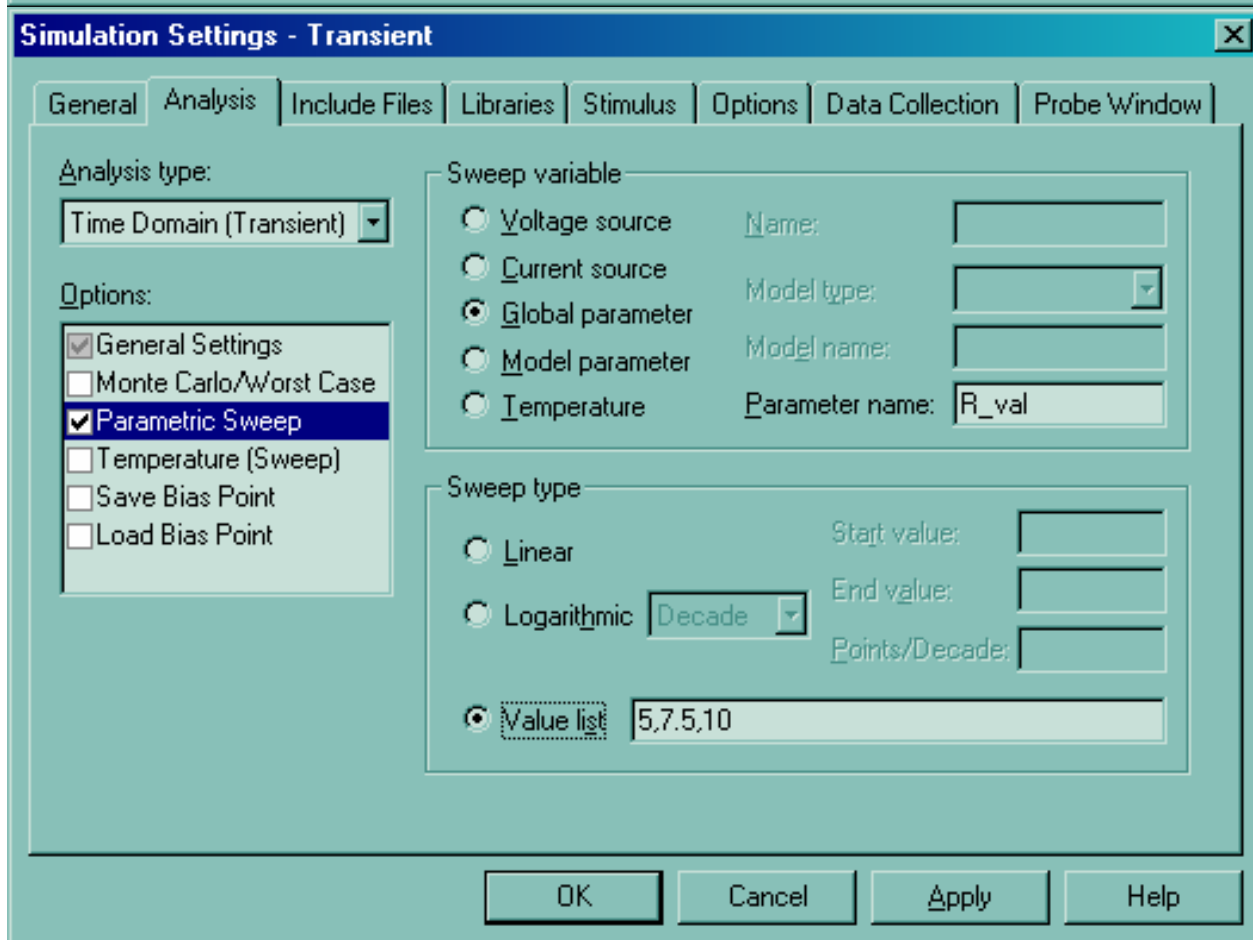 Simulation Settings - Transient
General Analysis Include Files Libraries Stimulus Options Data Collection Probe Window
Analysis type:
Time Domain (Transient)
Options:
General Settings
Monte Carlo/Worst Case
Parametric Sweep
Temperature (Sweep)
Save Bias Point
Load Bias Point
Sweep variable
Voltage source
Current source
Global parameter
Model parameter
Temperature
Name:
Model type:
Model name:
Parameter name: R_val
Sweep type
Linear
Logarithmic Decade
Value list 5,7.5,10
Start value:
End value:
Points/Decade:
OK Cancel Apply Help